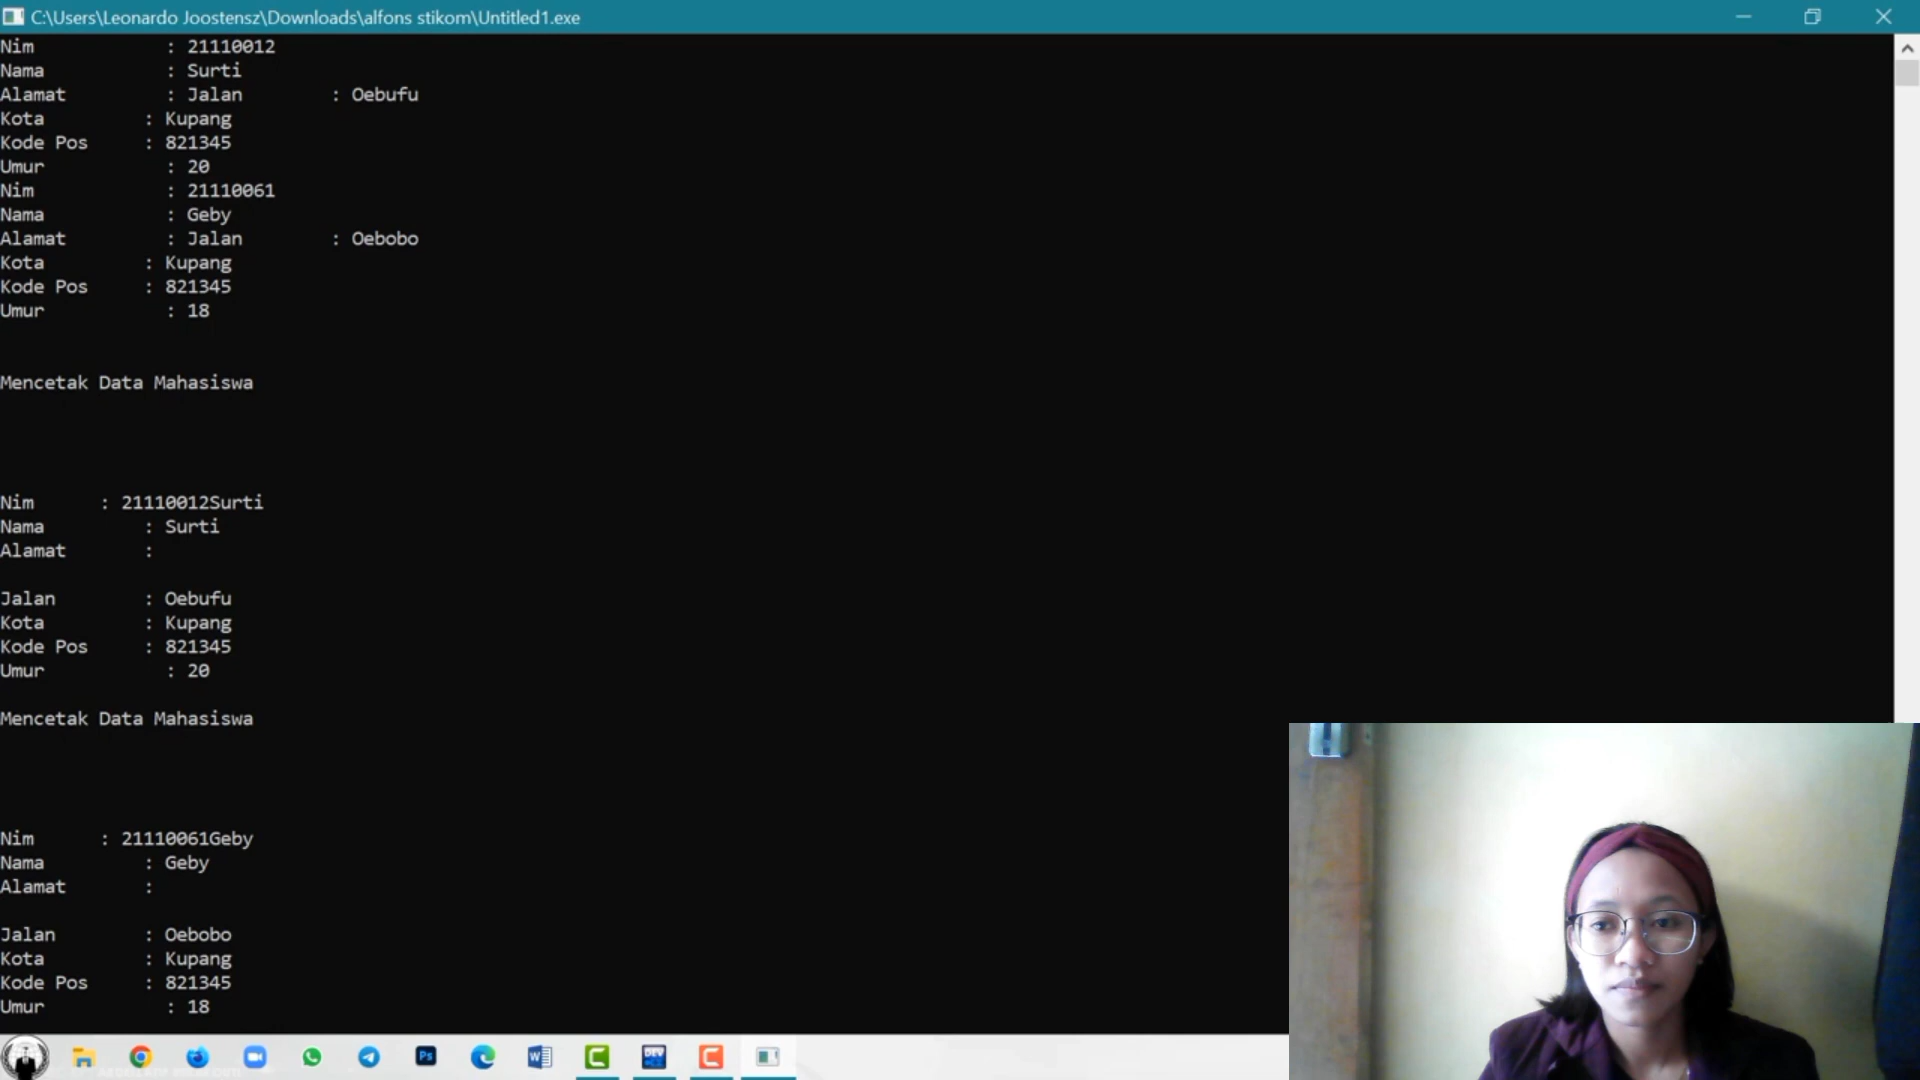 C:\Users\Leonardo Joostensz\Downloads\alfons stikom\Untitled1.exe
Nim : 21110012
Nama : Surti
Alamat : Jalan : Oebufu
Kota : Kupang
Kode Pos : 821345
Umur : 20
Nim : 21110061
Nama : Geby
Alamat : Jalan : Oebobo
Kota : Kupang
Kode Pos : 821345
Umur : 18
Mencetak Data Mahasiswa
Nim : 21110012Surti
Nama : Surti
Alamat :
Jalan : Oebufu
Kota : Kupang
Kode Pos : 821345
Umur : 20
Mencetak Data Mahasiswa
Nim : 21110061Geby
Nama : Geby
Alamat :
Jalan : Oebobo
Kota : Kupang
Kode Pos : 821345
Umur : 18
Ps
W
DEV